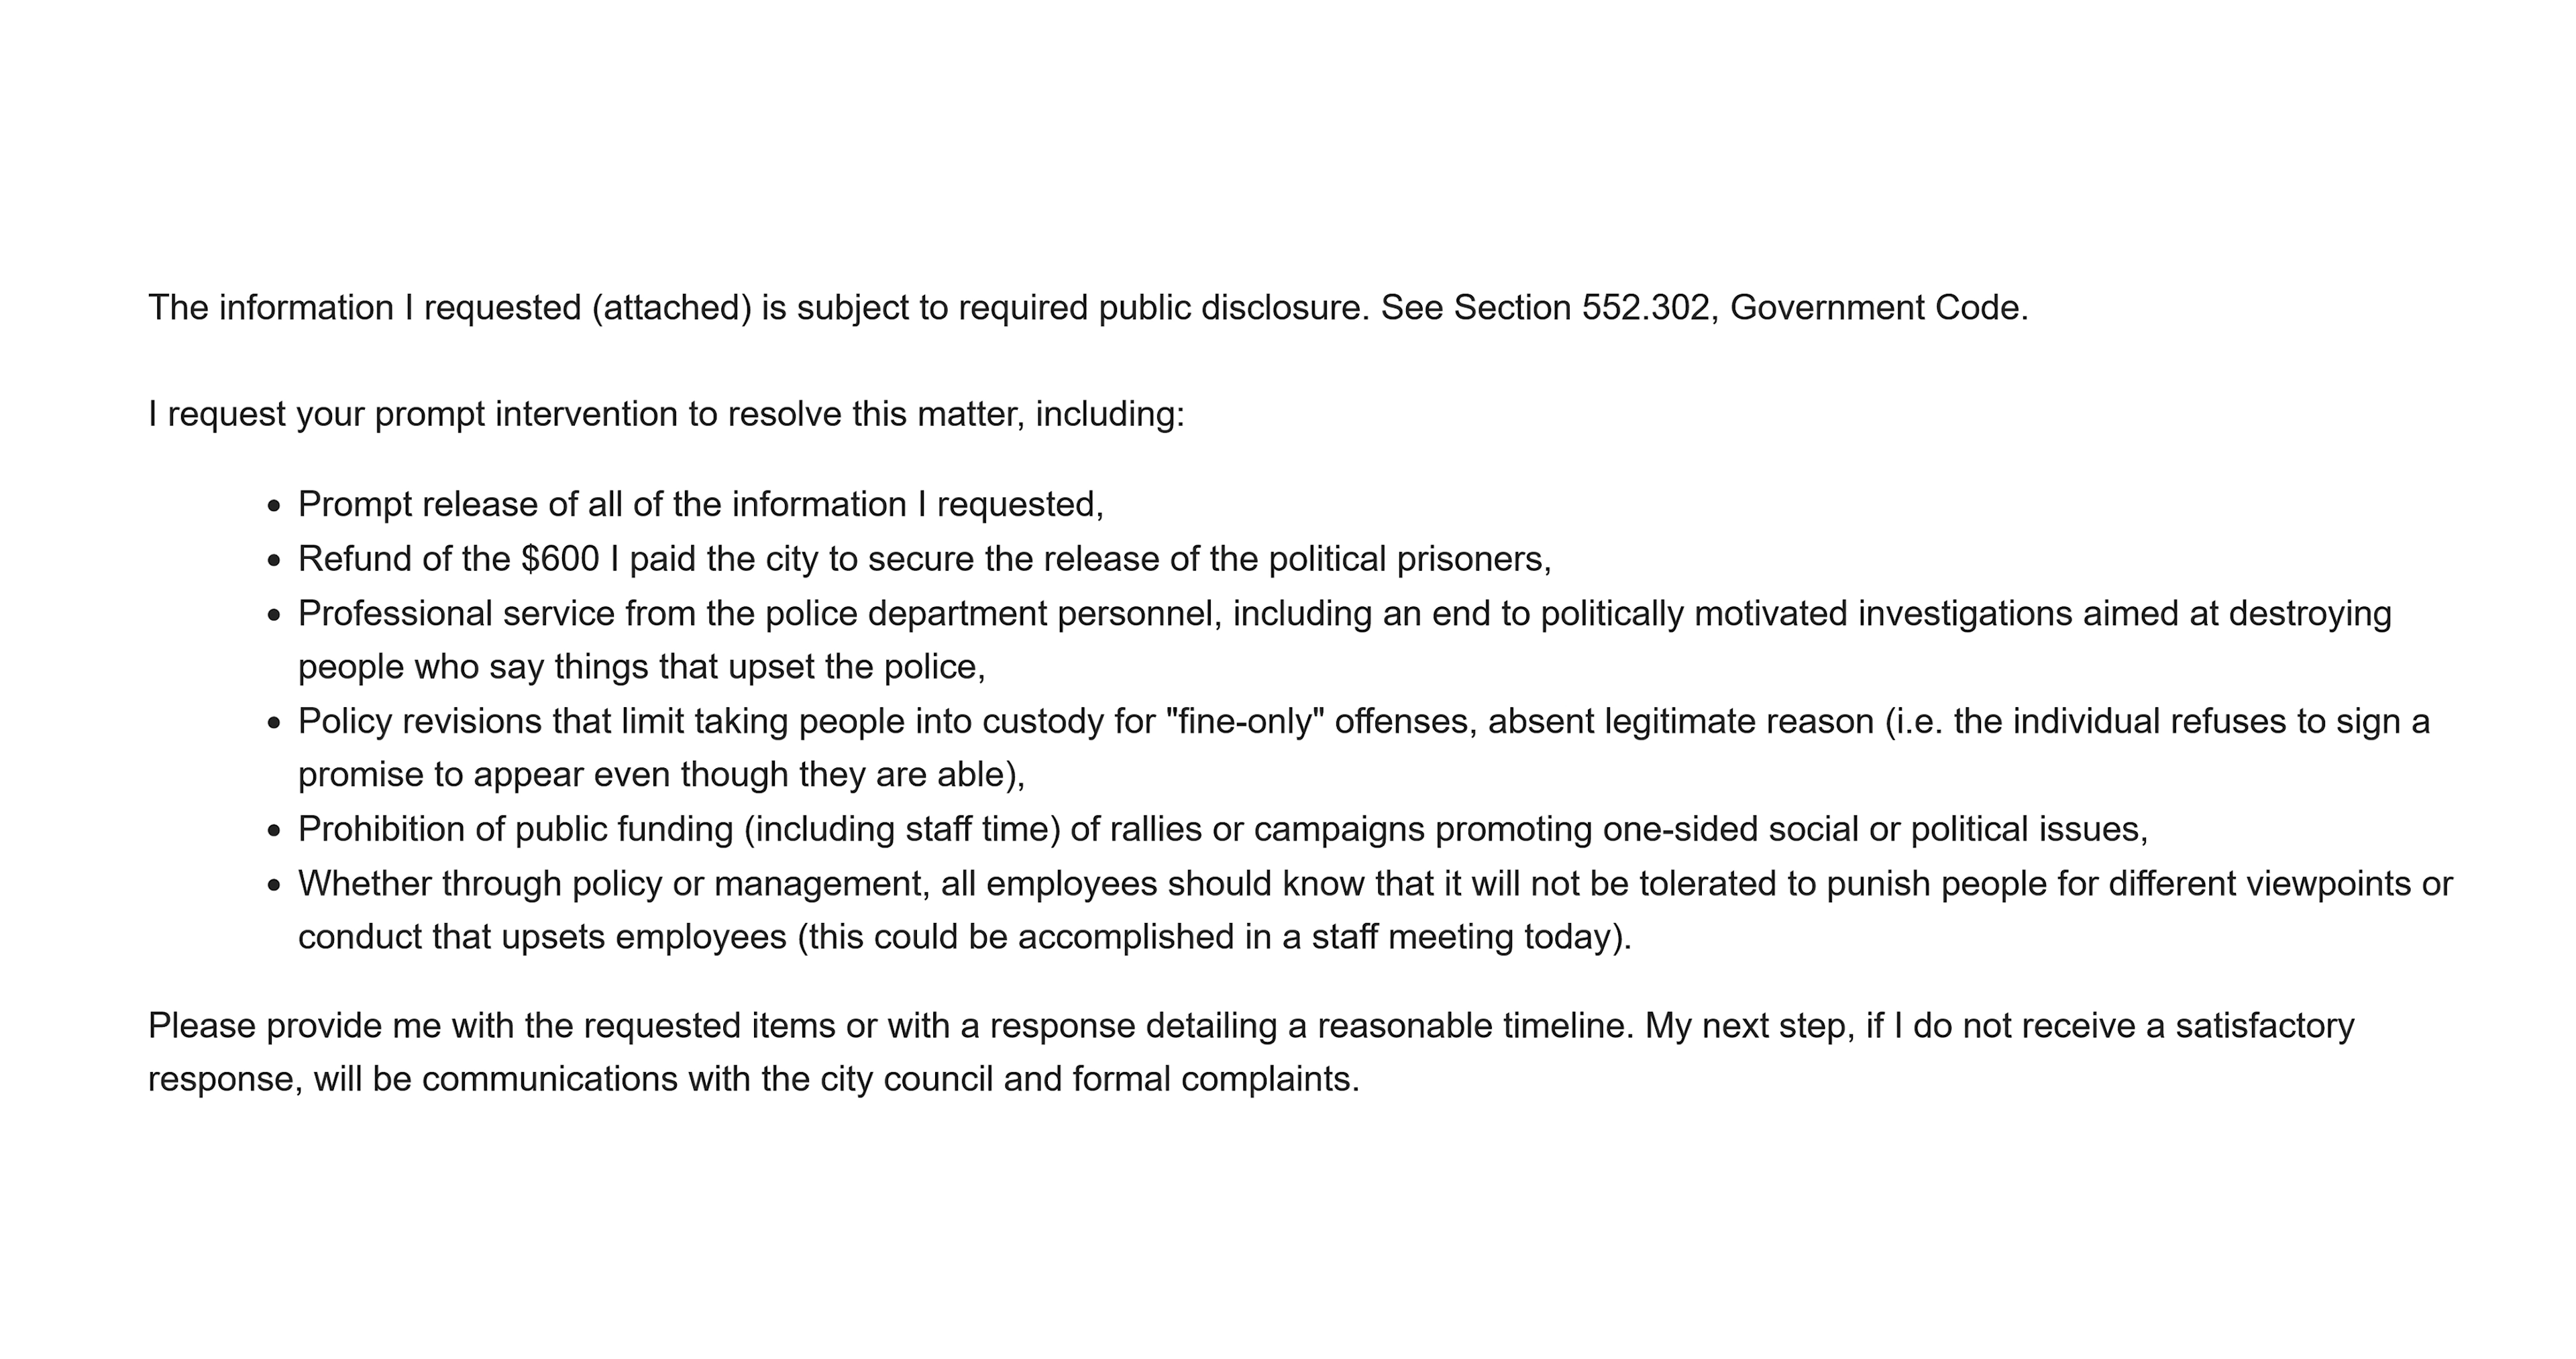 The information I requested (attached) is subject to required public disclosure. See Section 552.302, Government Code.
I request your prompt intervention to resolve this matter, including:
• Prompt release of all of the information I requested,
• Refund of the $600 I paid the city to secure the release of the political prisoners,
• Professional service from the police department personnel, including an end to politically motivated investigations aimed at destroying
people who say things that upset the police,
• Policy revisions that limit taking people into custody for "fine-only" offenses, absent legitimate reason (i.e. the individual refuses to sign a
promise to appear even though they are able),
• Prohibition of public funding (including staff time) of rallies or campaigns promoting one-sided social or political issues,
• Whether through policy or management, all employees should know that it will not be tolerated to punish people for different viewpoints or
conduct that upsets employees (this could be accomplished in a staff meeting today).
Please provide me with the requested items or with a response detailing a reasonable timeline. My next step, if I do not receive a satisfactory
response, will be communications with the city council and formal complaints.